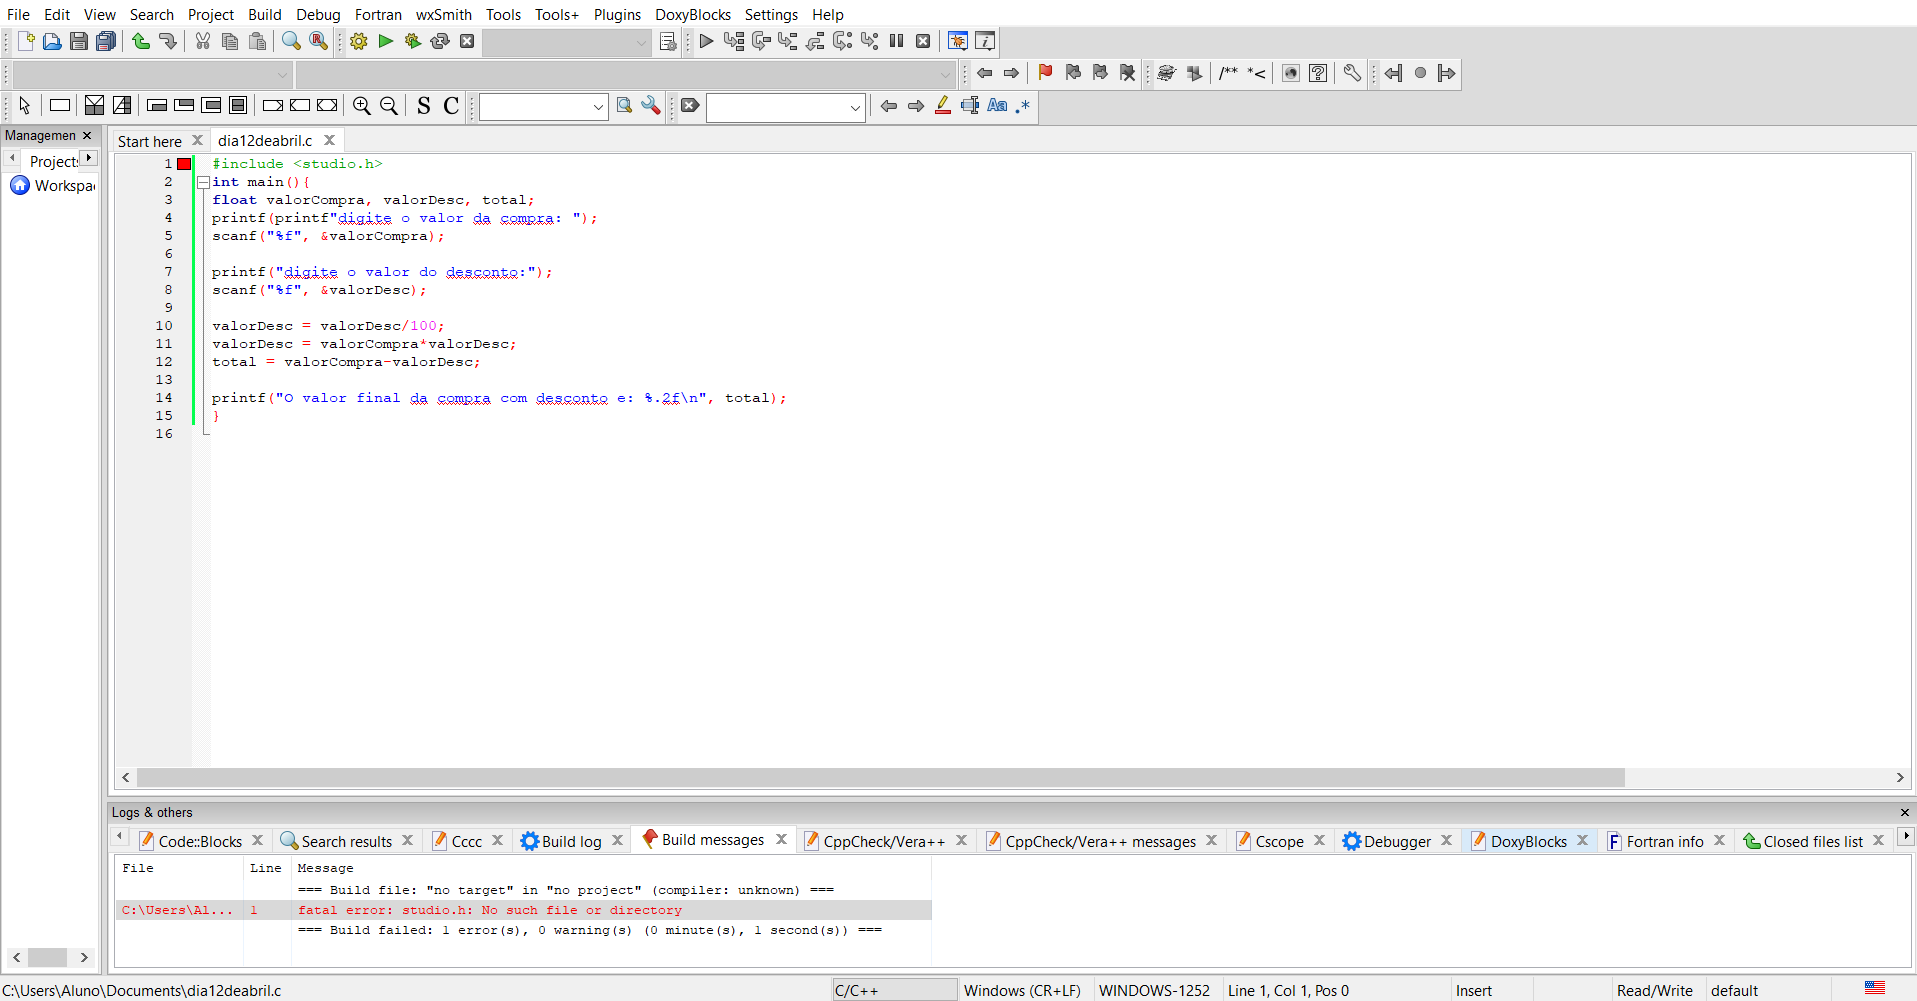 File Edit View Search Project Build Debug Fortran wxSmith Tools Tools+ Plugins DoxyBlocks Settings Help
/** *<
S C Aa .*
Managemen
Start here dia12deabril.c
Projects
Workspa
1 #include <studio.h>
2 int main(){
3 float valorCompra, valorDesc, total;
4 printf(printf"digite o valor da compra: ");
5 scanf("%f", &valorCompra);
6
7 printf("digite o valor do desconto:");
8 scanf("%f", &valorDesc);
9
10 valorDesc = valorDesc/100;
11 valorDesc = valorCompra*valorDesc;
12 total = valorCompra-valorDesc;
13
14 printf("O valor final da compra com desconto e: %.2f\n", total);
15 }
16
Logs & others
Code::Blocks Search results Cccc Build log Build messages CppCheck/Vera++ CppCheck/Vera++ messages Cscope Debugger DoxyBlocks Fortran info Closed files list
File Line Message
=== Build file: "no target" in "no project" (compiler: unknown) ===
C:\Users\Al... 1 fatal error: studio.h: No such file or directory
=== Build failed: 1 error(s), 0 warning(s) (0 minute(s), 1 second(s)) ===
C:\Users\Aluno\Documents\dia12deabril.c C/C++ Windows (CR+LF) WINDOWS-1252 Line 1, Col 1, Pos 0 Insert Read/Write default